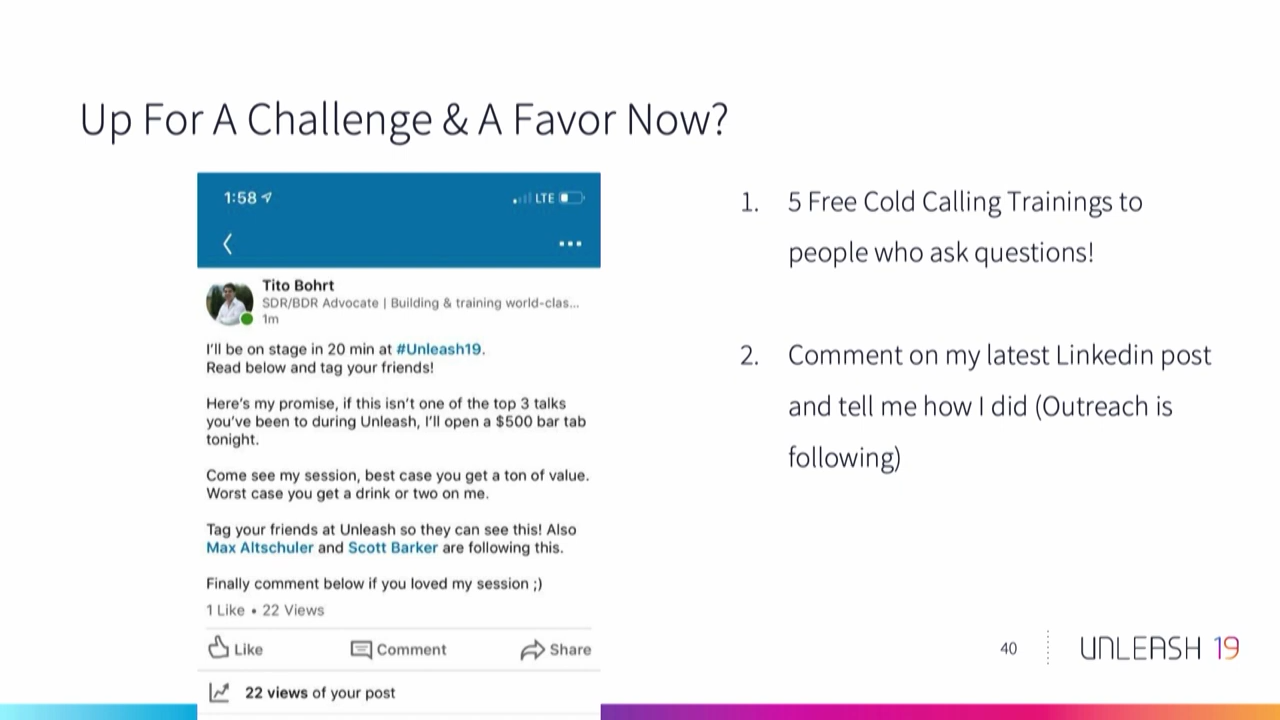 Up For A Challenge & A Favor Now?
1:58
LTE
Tito Bohrt
SDR/BDR Advocate | Building & training world-clas...
1m
I'll be on stage in 20 min at #Unleash19.
Read below and tag your friends!
Here's my promise, if this isn't one of the top 3 talks
you've been to during Unleash, I'll open a $500 bar tab
tonight.
Come see my session, best case you get a ton of value.
Worst case you get a drink or two on me.
Tag your friends at Unleash so they can see this! Also
Max Altschuler and Scott Barker are following this.
Finally comment below if you loved my session ;)
1 Like • 22 Views
Like
Comment
Share
22 views of your post
1. 5 Free Cold Calling Trainings to
people who ask questions!
2. Comment on my latest Linkedin post
and tell me how I did (Outreach is
following)
40
UNLEASH 19